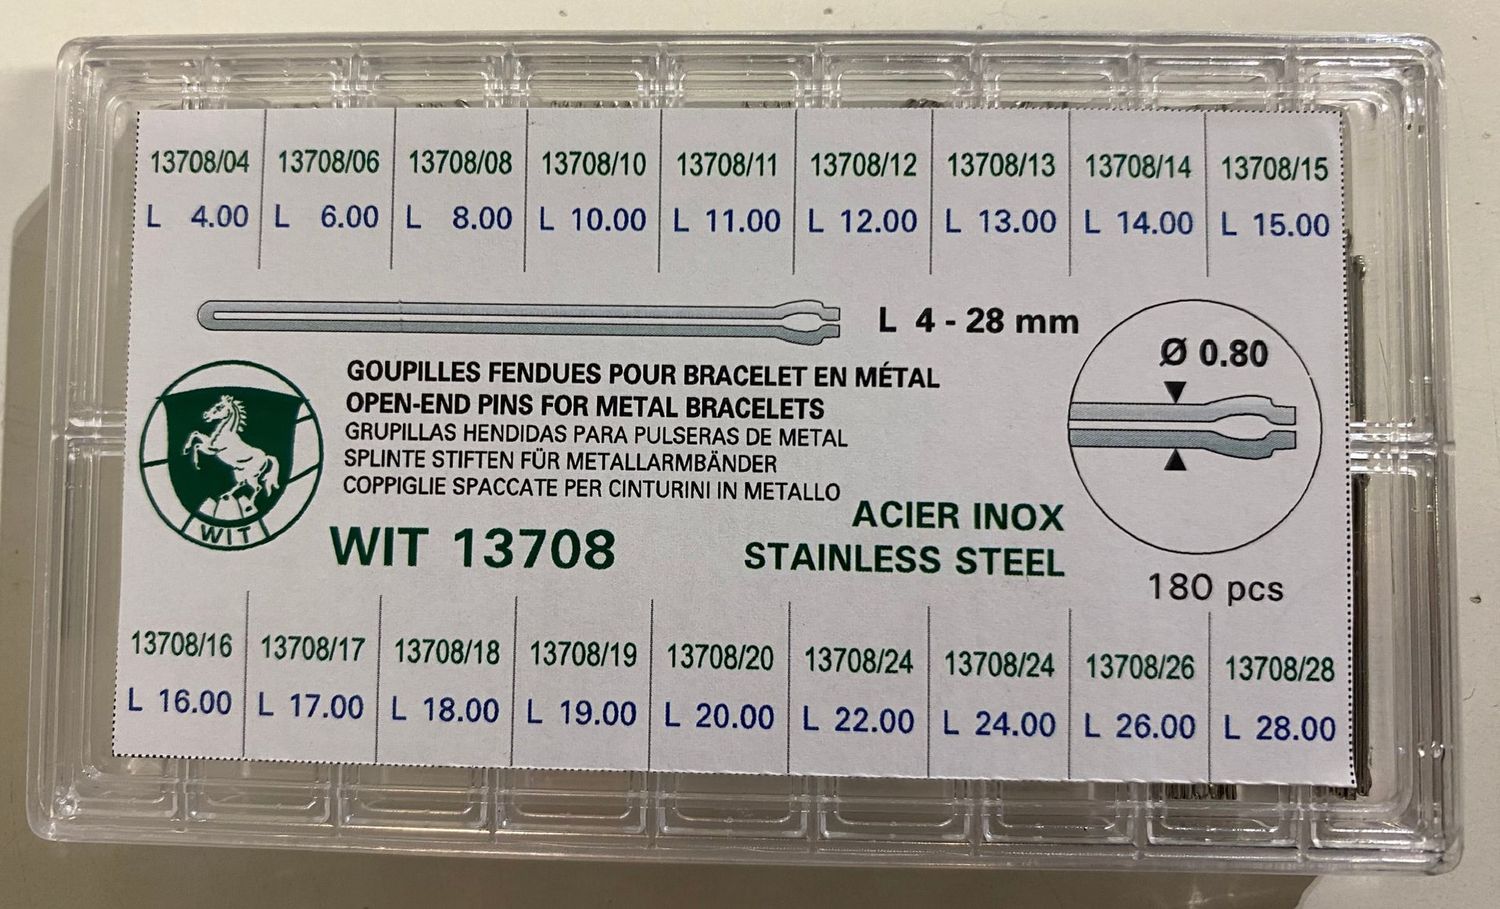 13708/04 13708/06 13708/08 13708/10 13708/11 13708/12 13708/13 13708/14 13708/15
L 4.00 L 6.00 L 8.00 L 10.00 L 11.00 L 12.00 L 13.00 L 14.00 L 15.00
L 4 - 28 mm
Ø 0.80
GOUPILLES FENDUES POUR BRACELET EN MÉTAL
OPEN-END PINS FOR METAL BRACELETS
GRUPILLAS HENDIDAS PARA PULSERAS DE METAL
SPLINTE STIFTEN FÜR METALLARMBÄNDER
COPPIGLIE SPACCATE PER CINTURINI IN METALLO
WIT
WIT 13708
ACIER INOX
STAINLESS STEEL
180 pcs
13708/16 13708/17 13708/18 13708/19 13708/20 13708/24 13708/24 13708/26 13708/28
L 16.00 L 17.00 L 18.00 L 19.00 L 20.00 L 22.00 L 24.00 L 26.00 L 28.00